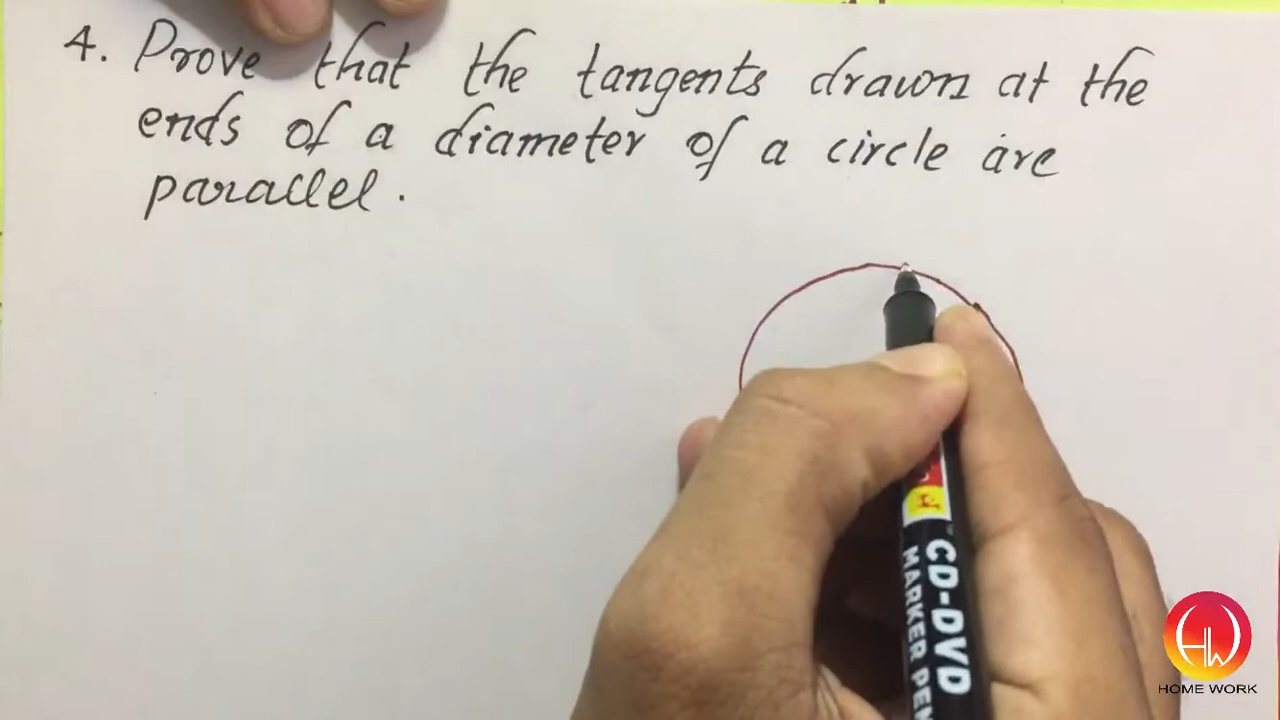 4. Prove that the tangents drawn at the
ends of a diameter of a circle are
parallel.
CD-DVD
MARKER PEN
HW
HOME WORK